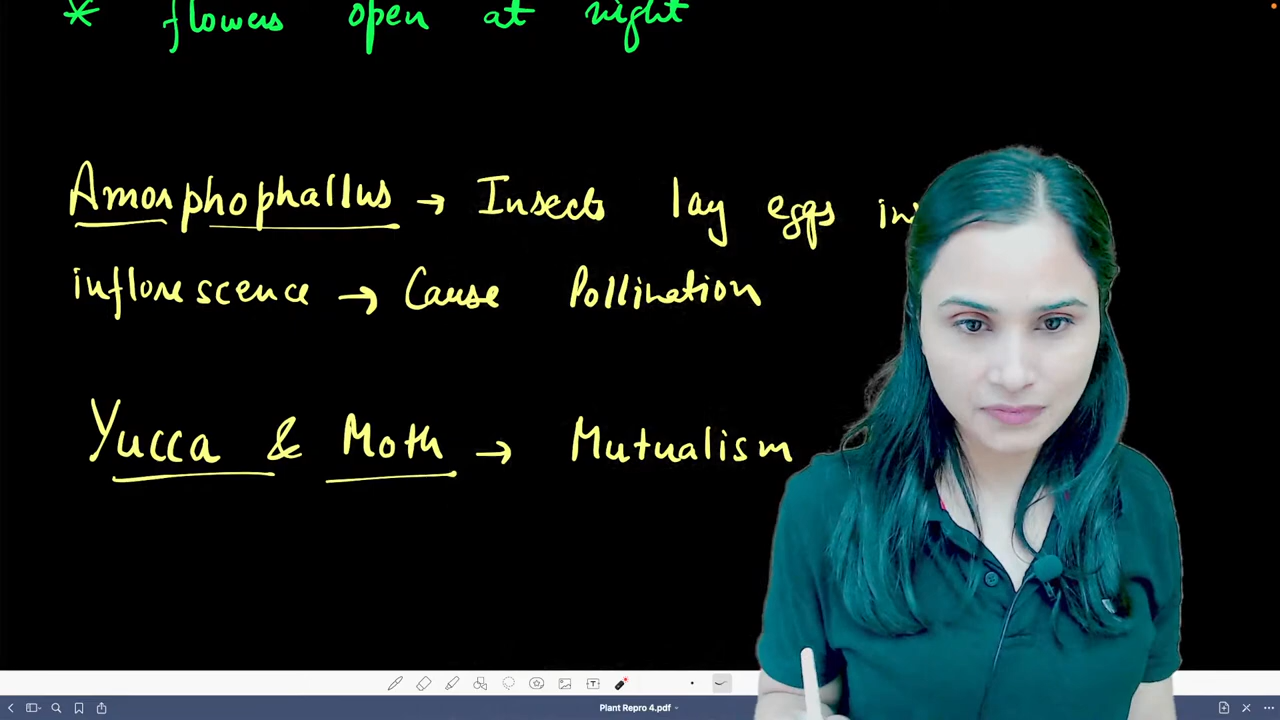 * flowers open at night
Amorphophallus → Insects lay eggs in
inflorescence → Cause Pollination
Yucca & Moth → Mutualism
Plant Repro 4.pdf